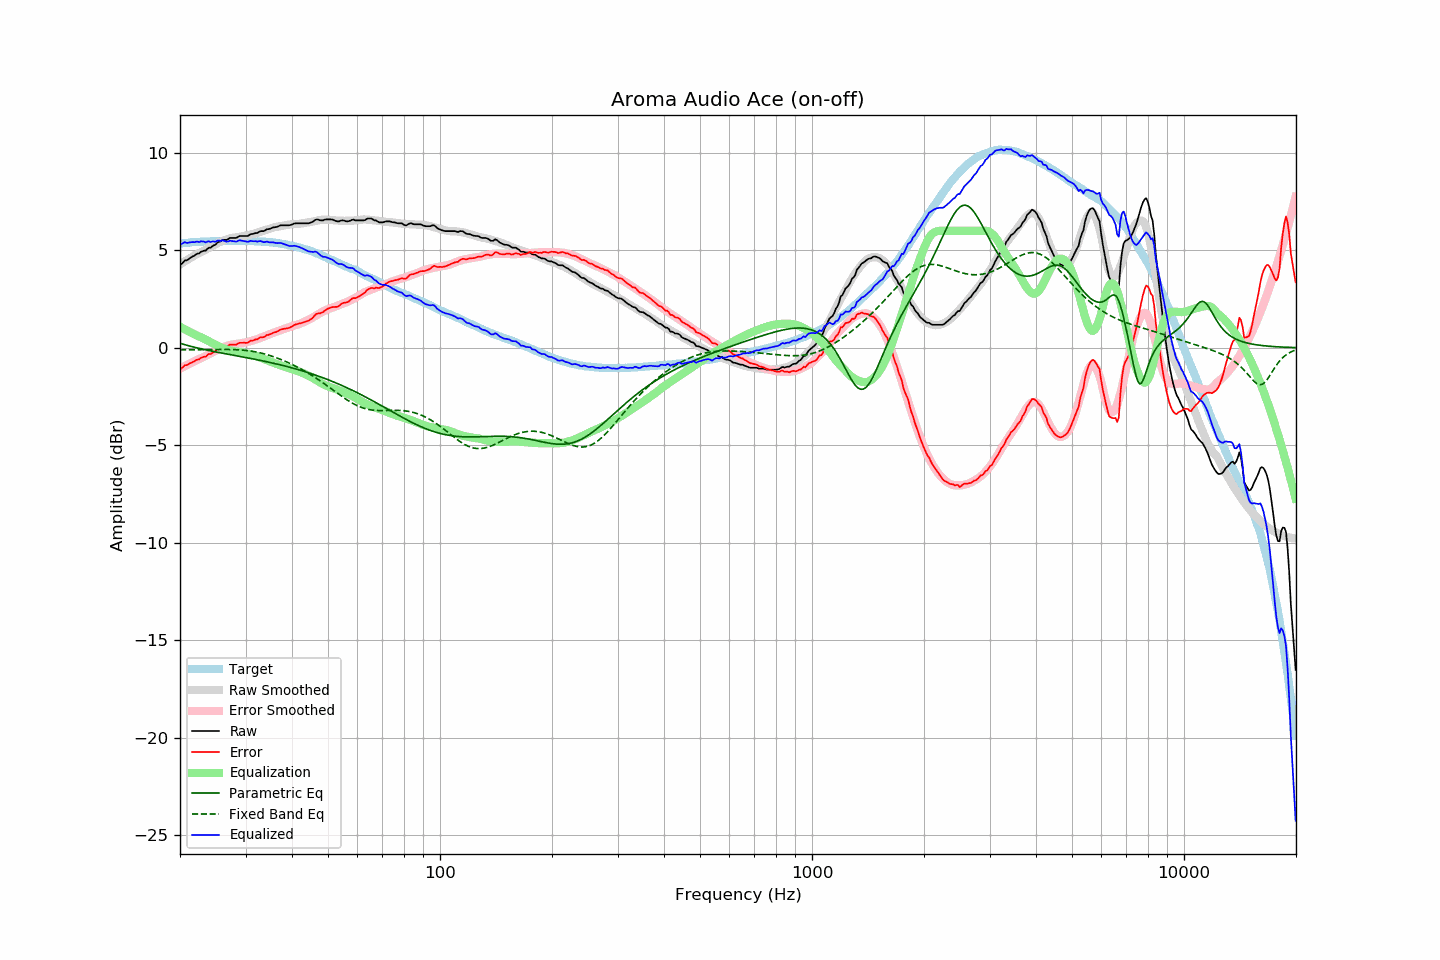 Aroma Audio Ace (on-off)
10
5
0
−5
−10
−15
−20
−25
Amplitude (dBr)
Target
Raw Smoothed
Error Smoothed
Raw
Error
Equalization
Parametric Eq
Fixed Band Eq
Equalized
100
1000
10000
Frequency (Hz)